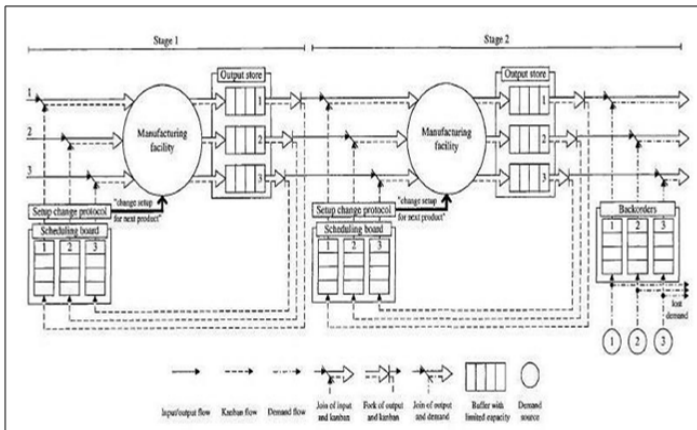 Stage 1
Stage 2
Output store
Output store
1
2
3
Manufacturing
facility
1
2
3
Manufacturing
facility
1
2
3
"change setup
for next product"
"change setup
for next product"
Setup change protocol
Scheduling board
1 2 3
Setup change protocol
Scheduling board
1 2 3
Backorders
1 2 3
lost
demand
1 2 3
Input/output flow
Kanban flow
Demand flow
Join of input
and kanban
Fork of output
and kanban
Join of output
and demand
Buffer with
limited capacity
Demand
source